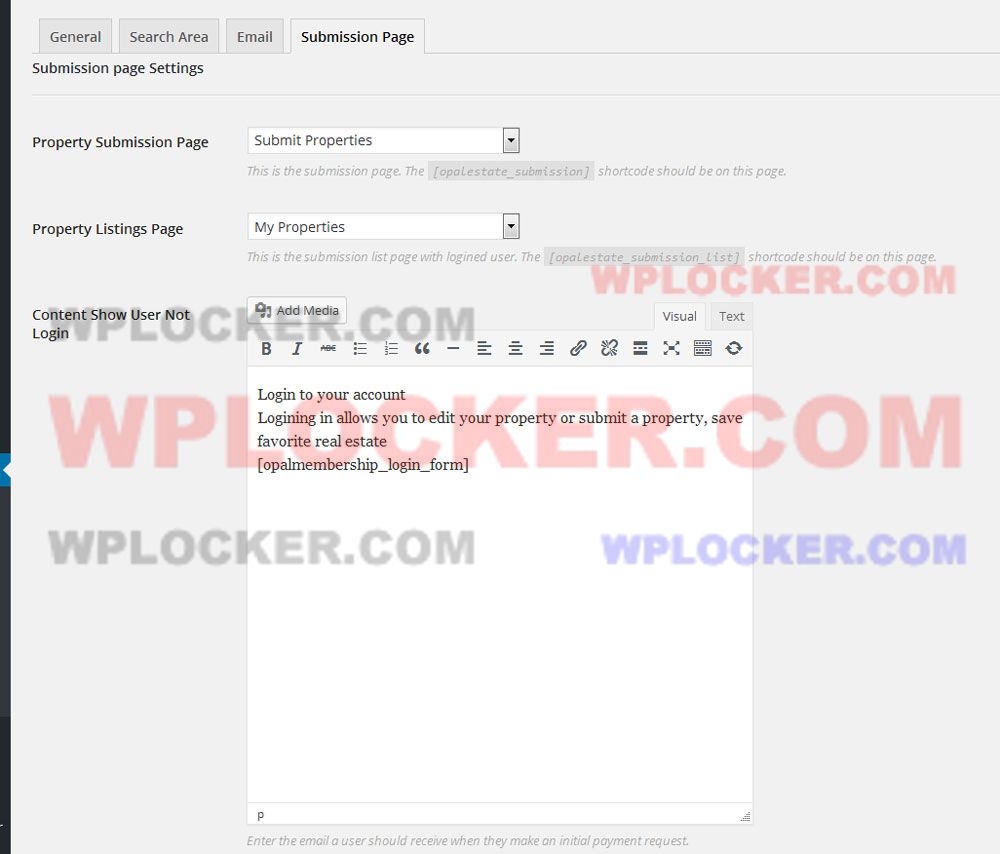 General Search Area Email Submission Page
Submission page Settings
Property Submission Page Submit Properties
This is the submission page. The [opalestate_submission] shortcode should be on this page.
Property Listings Page My Properties
This is the submission list page with logined user. The [opalestate_submission_list] shortcode should be on this page.
WPLOCKER.COM
Content Show User Not Login
Add Media
WPLOCKER.COM
Visual Text
B I ABC
Login to your account
Logining in allows you to edit your property or submit a property, save
favorite real estate
[opalmembership_login_form]
WPLOCKER.COM
WPLOCKER.COM
WPLOCKER.COM
p
Enter the email a user should receive when they make an initial payment request.